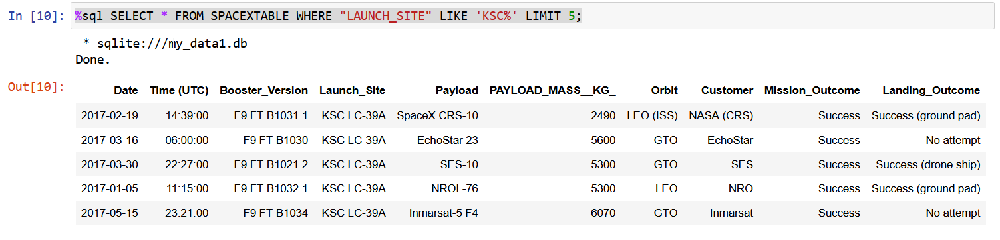 In [10]: %sql SELECT * FROM SPACEXTABLE WHERE "LAUNCH_SITE" LIKE 'KSC%' LIMIT 5;
* sqlite:///my_data1.db
Done.
Out[10]:
Date Time (UTC) Booster_Version Launch_Site Payload PAYLOAD_MASS__KG_ Orbit Customer Mission_Outcome Landing_Outcome
2017-02-19 14:39:00 F9 FT B1031.1 KSC LC-39A SpaceX CRS-10 2490 LEO (ISS) NASA (CRS) Success Success (ground pad)
2017-03-16 06:00:00 F9 FT B1030 KSC LC-39A EchoStar 23 5600 GTO EchoStar Success No attempt
2017-03-30 22:27:00 F9 FT B1021.2 KSC LC-39A SES-10 5300 GTO SES Success Success (drone ship)
2017-01-05 11:15:00 F9 FT B1032.1 KSC LC-39A NROL-76 5300 LEO NRO Success Success (ground pad)
2017-05-15 23:21:00 F9 FT B1034 KSC LC-39A Inmarsat-5 F4 6070 GTO Inmarsat Success No attempt